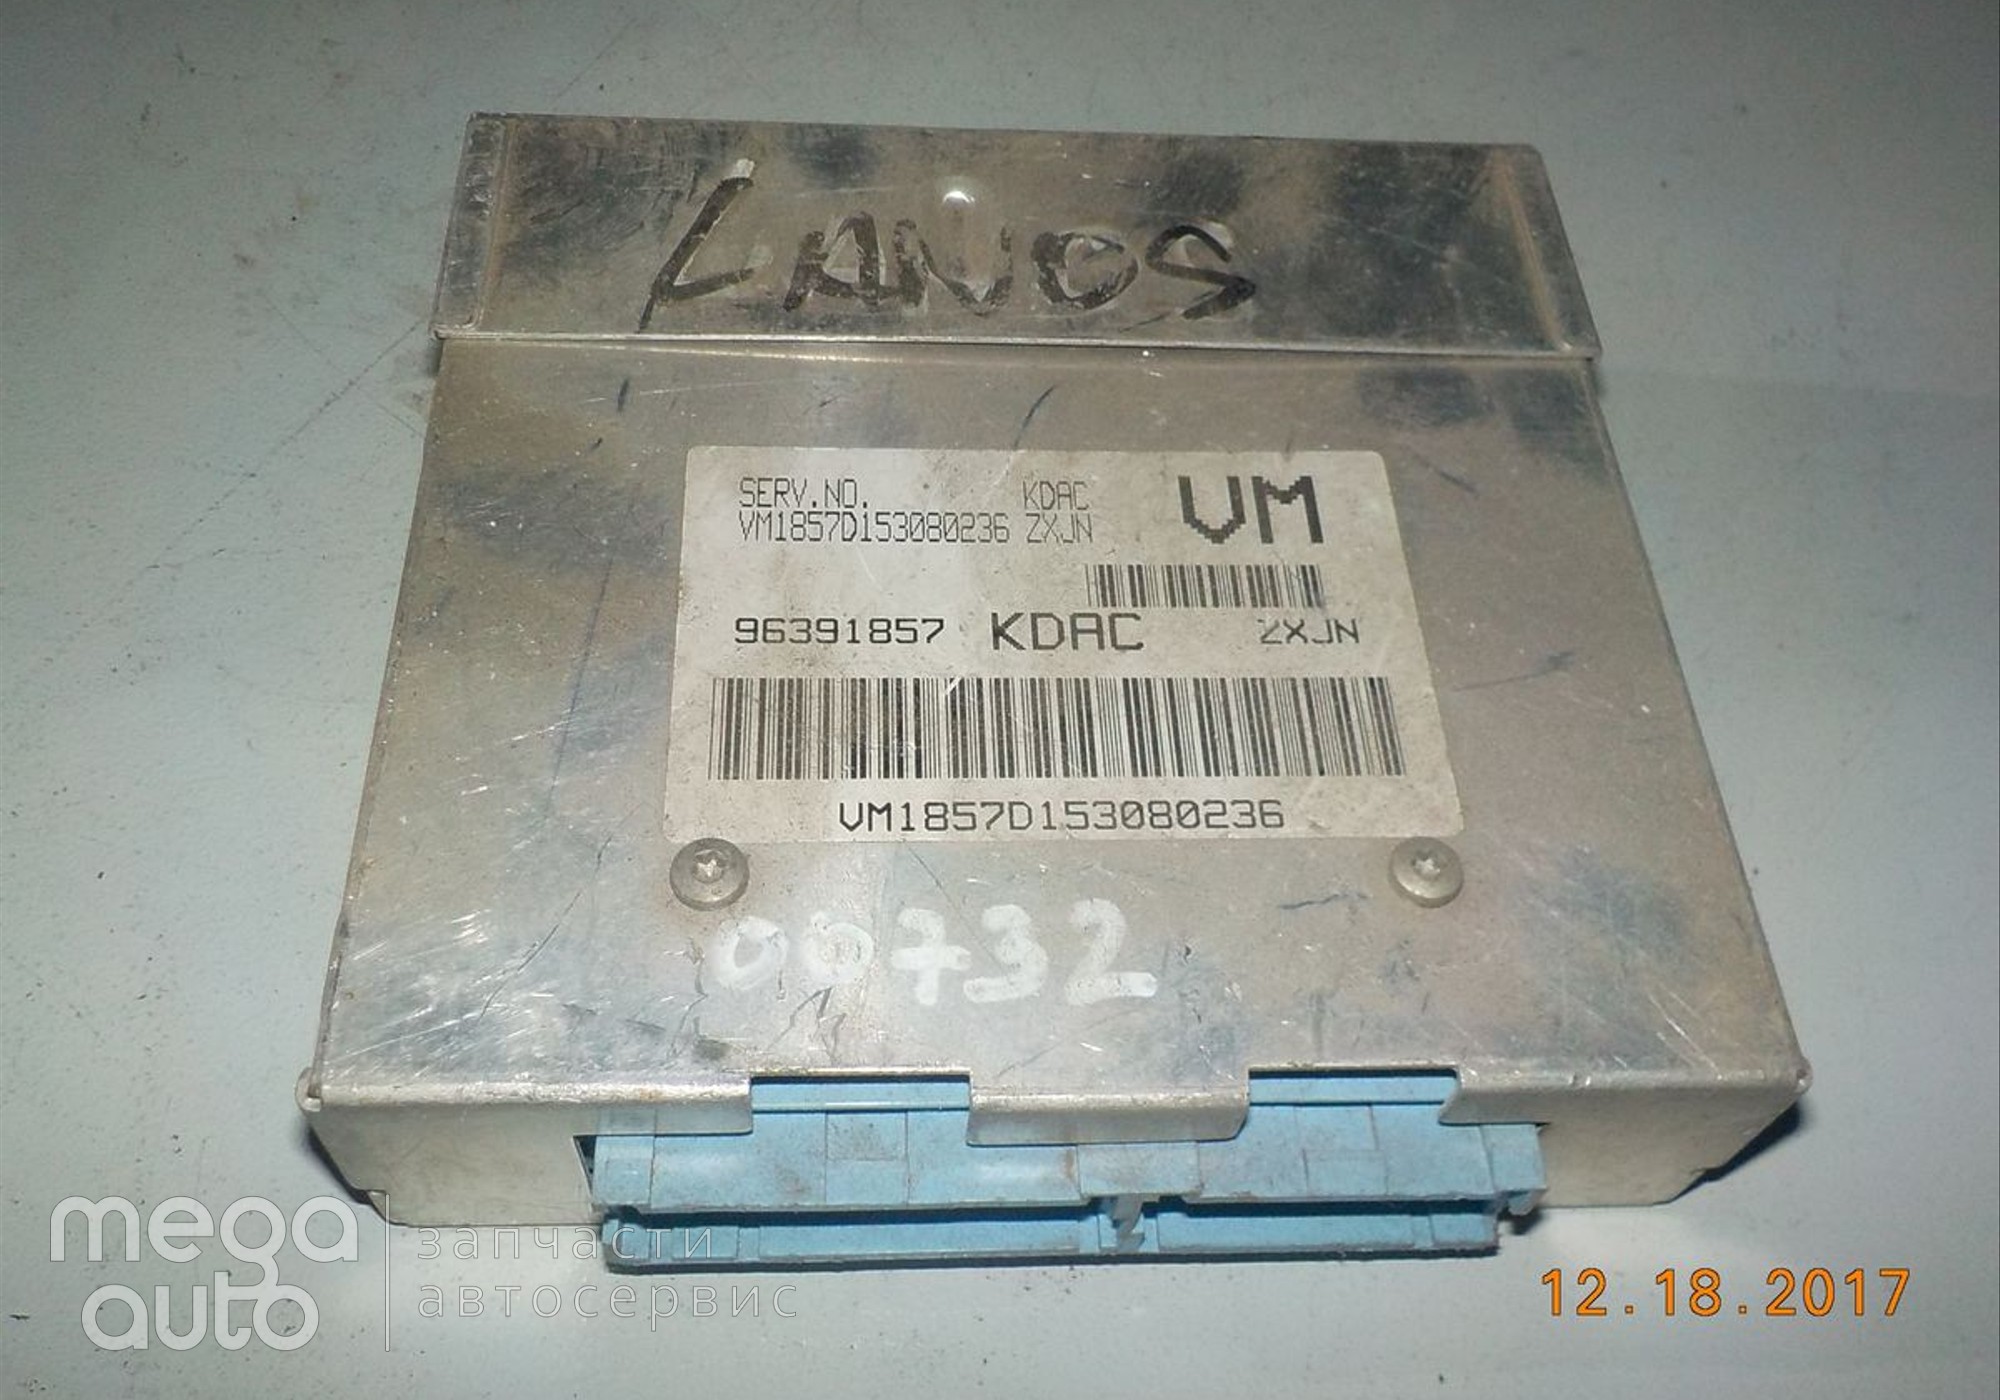 LANOS
SERV.NO. KDAC VM
VM1857D153080236 ZXJN
96391857 KDAC ZXJN
VM1857D153080236
00732
mega auto
запчасти
автосервис
12.18.2017